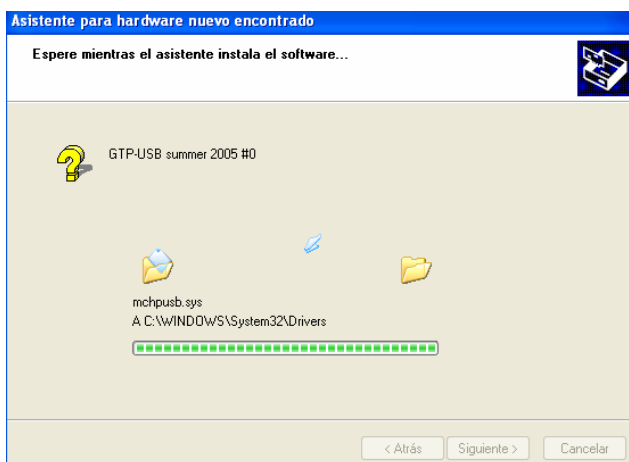 Asistente para hardware nuevo encontrado
Espere mientras el asistente instala el software...
GTP-USB summer 2005 #0
mchpusb.sys
A C:\WINDOWS\System32\Drivers
< Atrás
Siguiente >
Cancelar